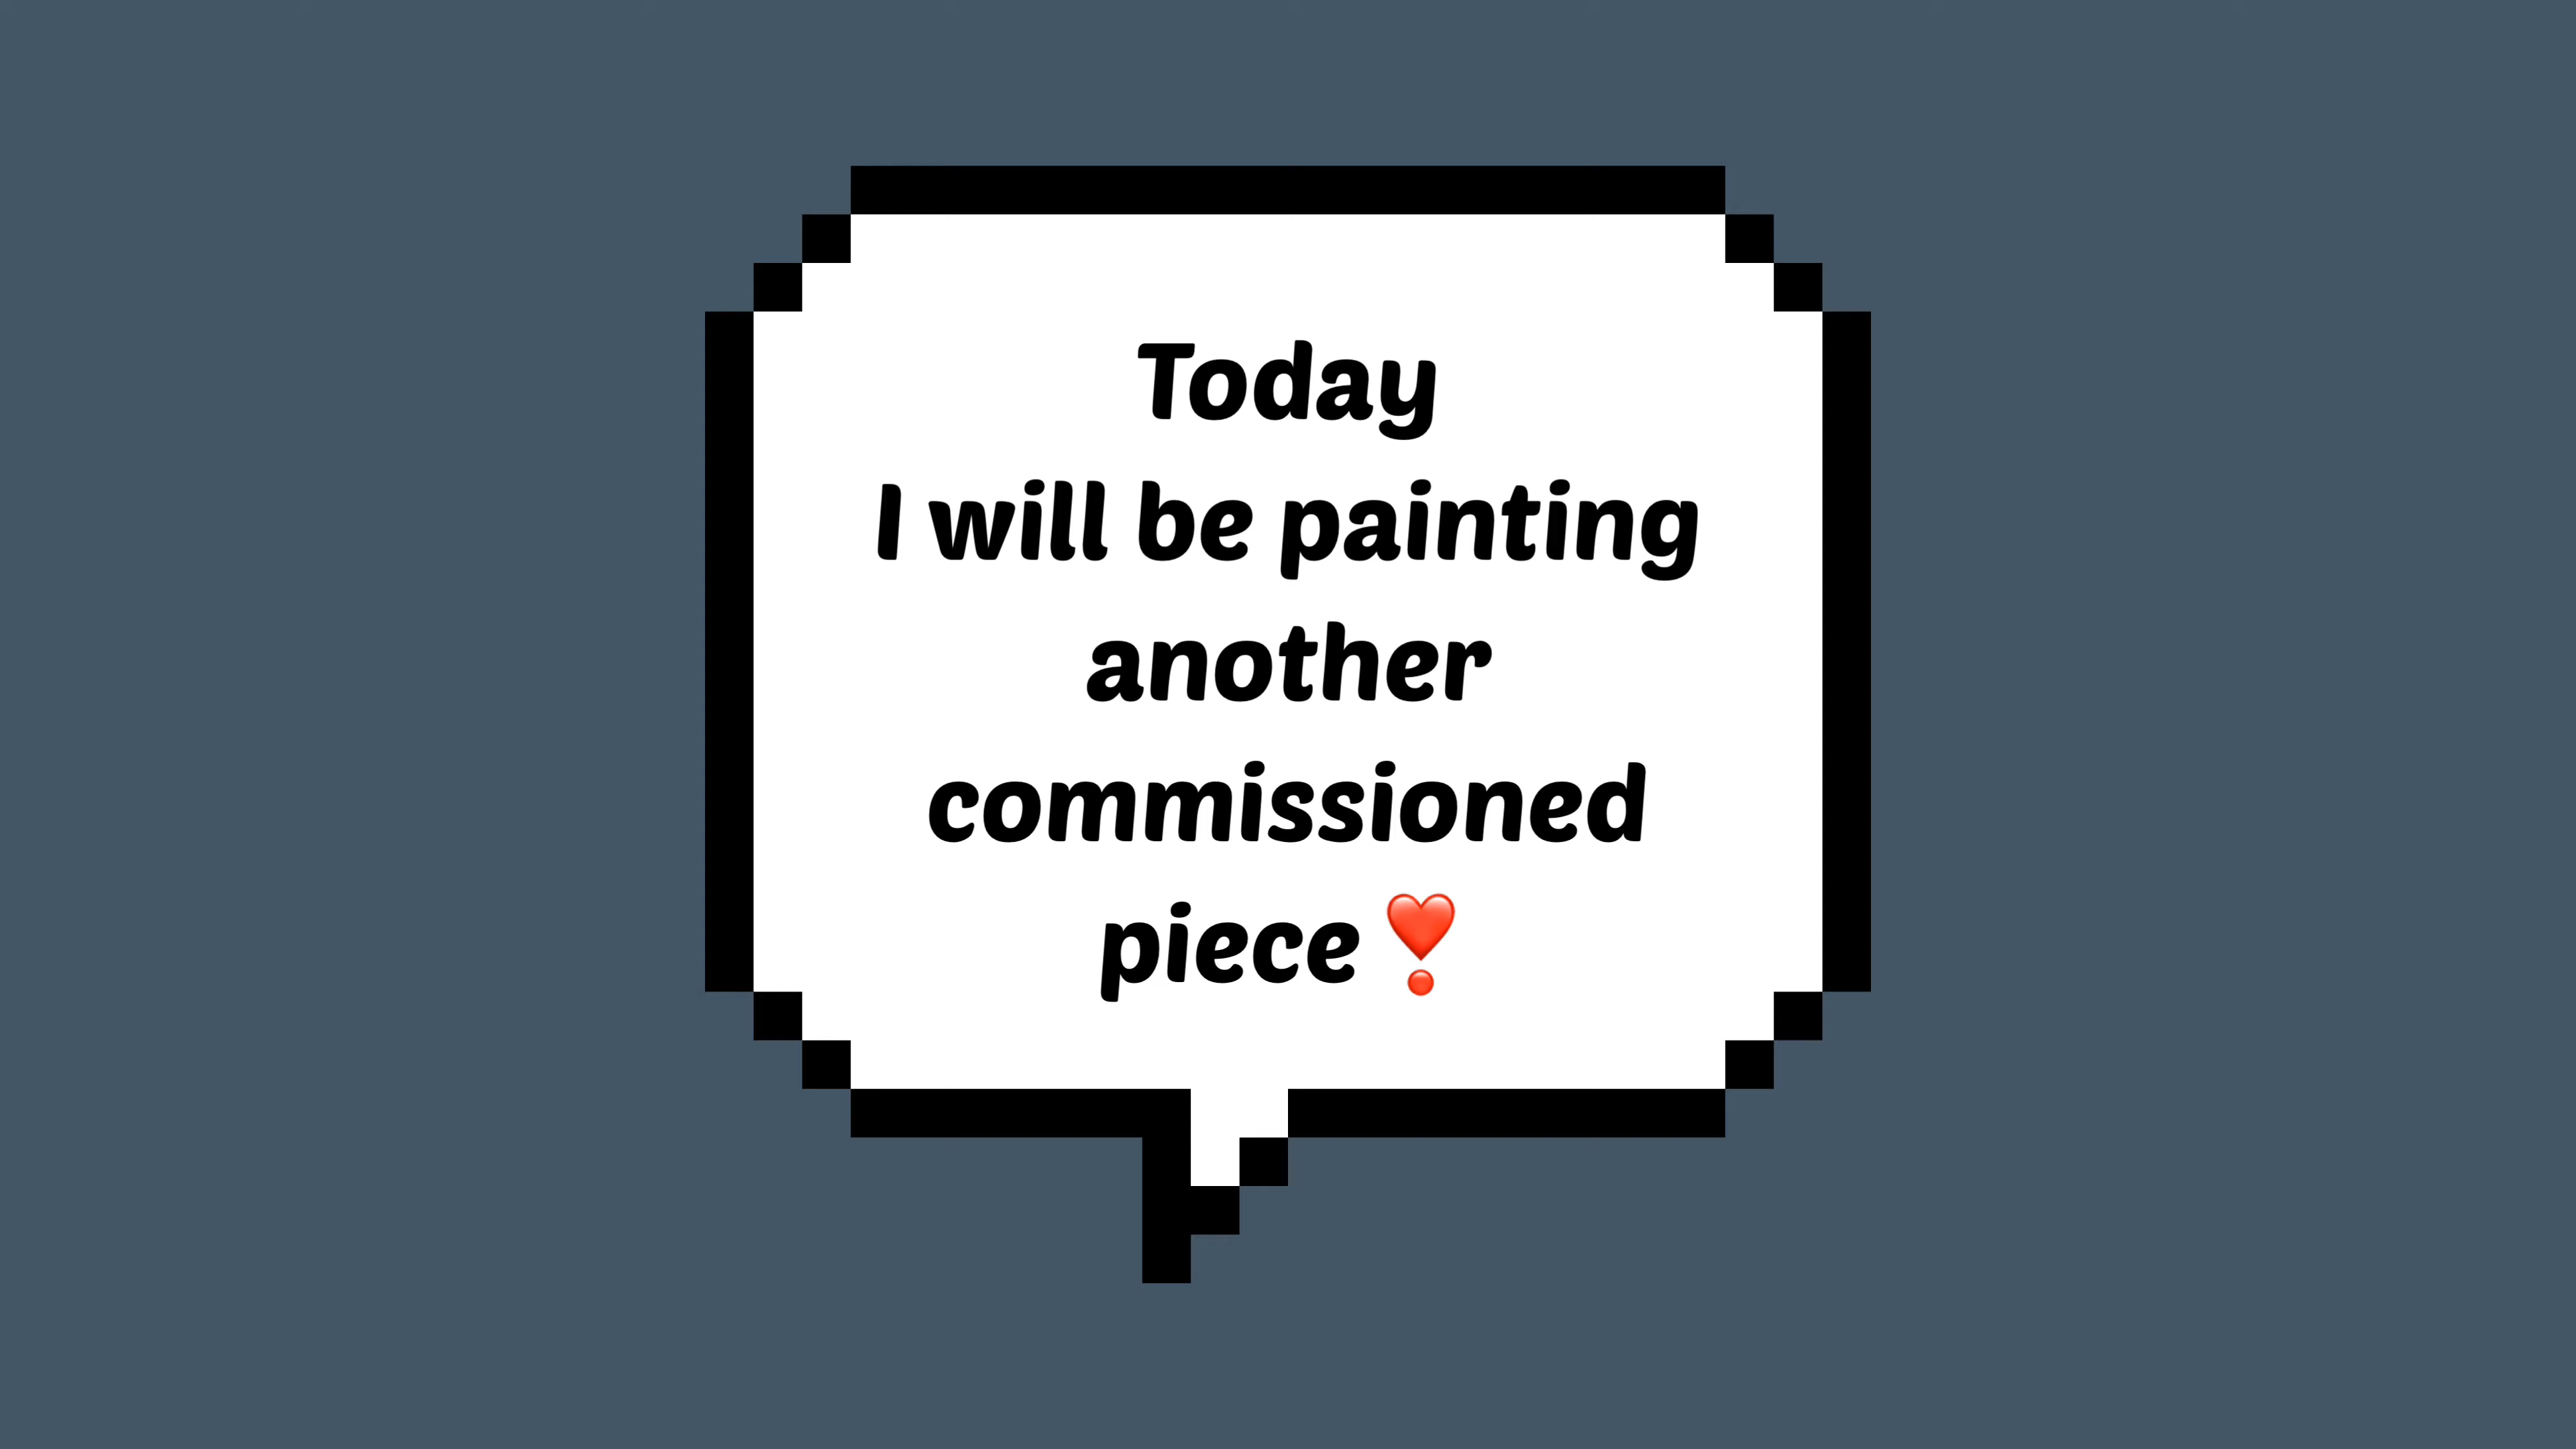 Today
I will be painting
another
commissioned
piece ❣️